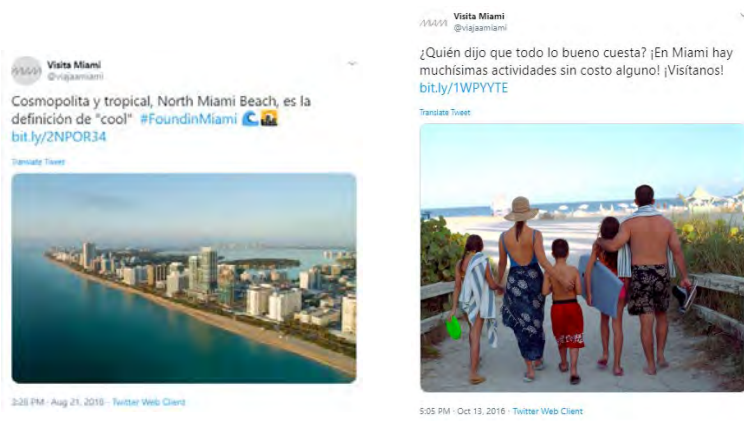 Visita Miami
@viajaamiami
Cosmopolita y tropical, North Miami Beach, es la
definición de "cool" #FoundinMiami 🌊🌇
bit.ly/2NPOR34
Translate Tweet
3:26 PM · Aug 21, 2016 · Twitter Web Client
Visita Miami
@viajaamiami
¿Quién dijo que todo lo bueno cuesta? ¡En Miami hay
muchísimas actividades sin costo alguno! ¡Visítanos!
bit.ly/1WPYYTE
Translate Tweet
5:05 PM · Oct 13, 2016 · Twitter Web Client